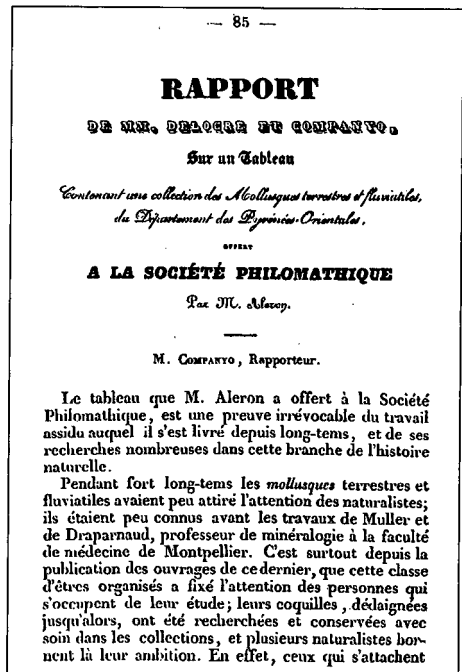 — 85 —
RAPPORT
DE MM. DELOCRE ET COMPANYO,
Sur un Tableau
Contenant une collection des Mollusques terrestres et fluviatiles,
du Département des Pyrénées-Orientales,
OFFERT
A LA SOCIÉTÉ PHILOMATHIQUE
Par M. Aleron.
M. COMPANYO, Rapporteur.
Le tableau que M. Aleron a offert à la Société
Philomathique, est une preuve irrévocable du travail
assidu auquel il s'est livré depuis long-tems, et de ses
recherches nombreuses dans cette branche de l'histoire
naturelle.
Pendant fort long-tems les mollusques terrestres et
fluviatiles avaient peu attiré l'attention des naturalistes;
ils étaient peu connus avant les travaux de Muller et
de Draparnaud, professeur de minéralogie à la faculté
de médecine de Montpellier. C'est surtout depuis la
publication des ouvrages de ce dernier, que cette classe
d'êtres organisés a fixé l'attention des personnes qui
s'occupent de leur étude; leurs coquilles, dédaignées
jusqu'alors, ont été recherchées et conservées avec
soin dans les collections, et plusieurs naturalistes bor-
nent là leur ambition. En effet, ceux qui s'attachent